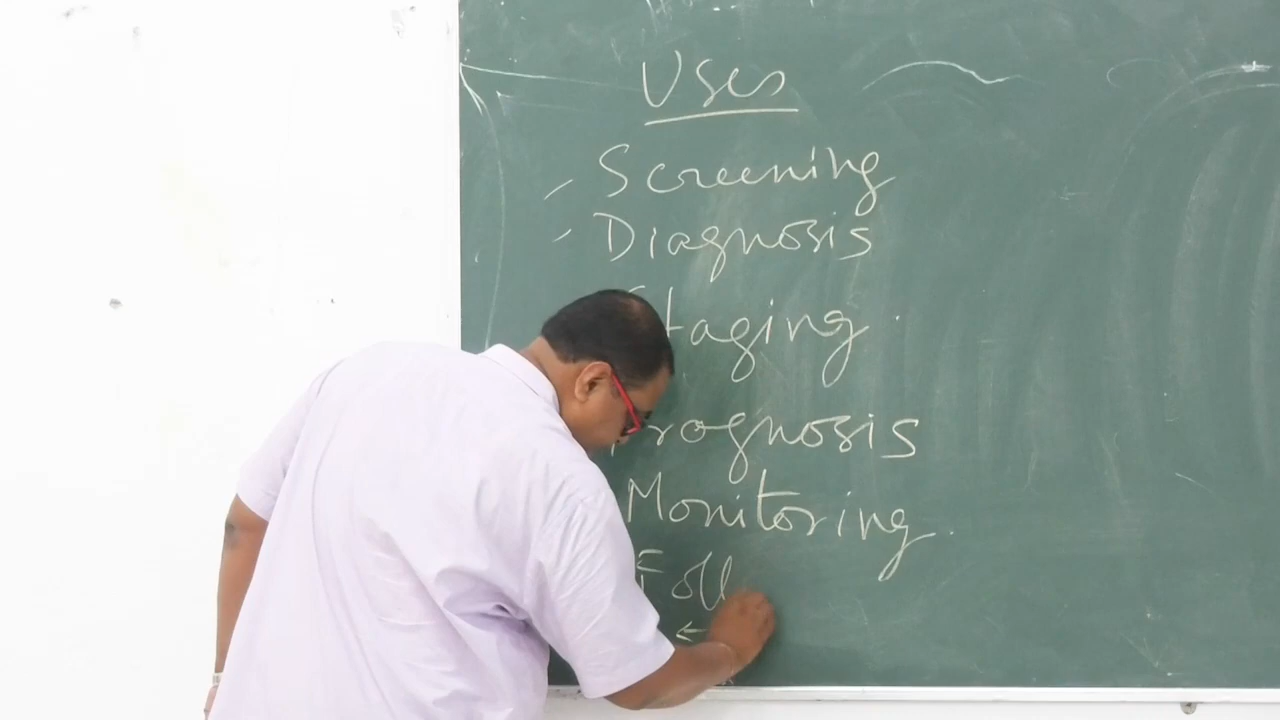 Uses
Screening
Diagnosis
Staging
Prognosis
Monitoring
Foll